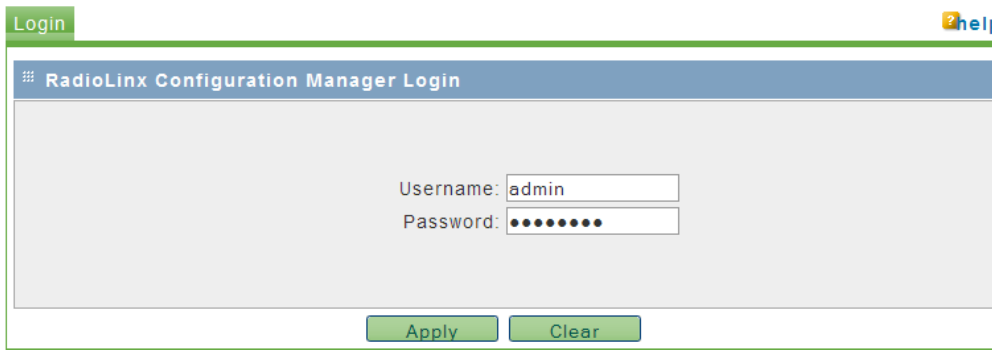 Login
help
RadioLinx Configuration Manager Login
Username: admin
Password: ●●●●●●●●
Apply Clear